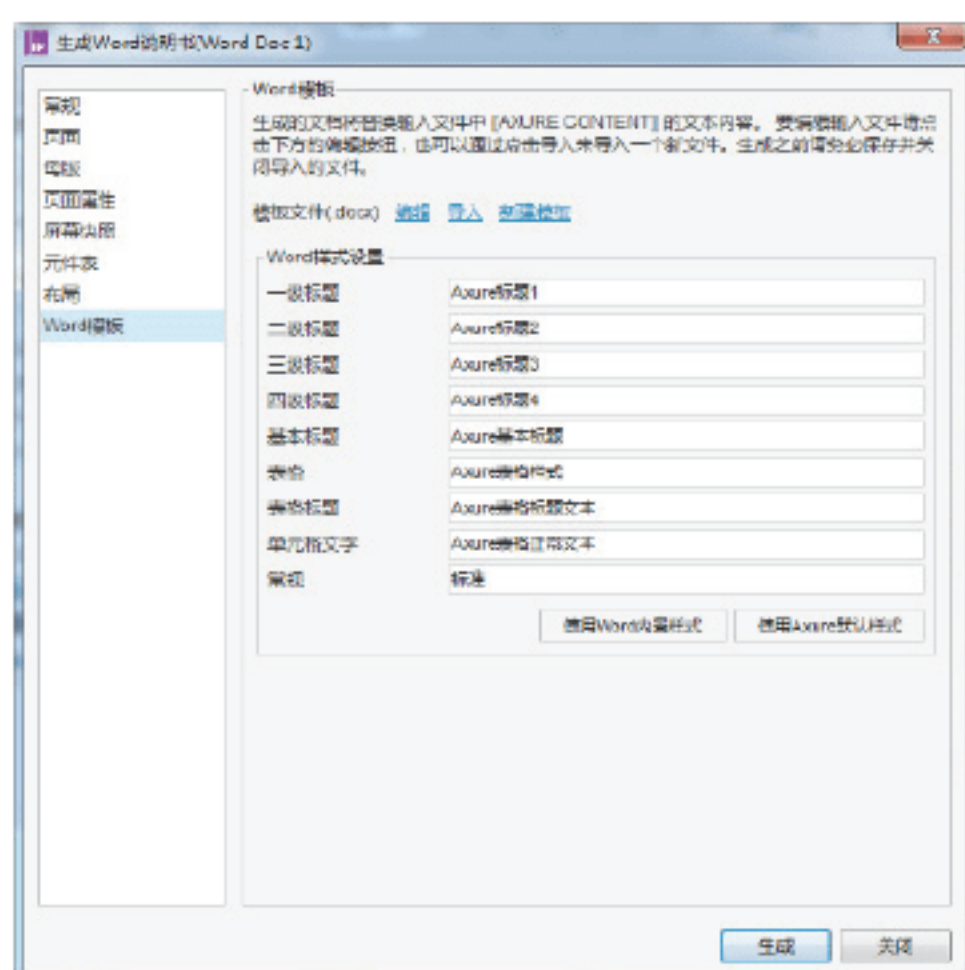 生成Word说明书(Word Doc 1)
常规
页面
母版
页面属性
屏幕快照
元件表
布局
Word模板
Word模板
生成的文档将替换输入文件中 [[AXURE CONTENT]] 的文本内容。 要编辑输入文件请点
击下方的编辑按钮，也可以通过点击导入来导入一个新文件。生成之前请务必保存并关
闭导入的文件。
模板文件(.docx) 编辑 导入 新建模板
Word样式设置
一级标题 Axure标题1
二级标题 Axure标题2
三级标题 Axure标题3
四级标题 Axure标题4
基本标题 Axure基本标题
表格 Axure表格样式
表格标题 Axure表格标题文本
单元格文字 Axure表格正常文本
常规 标准
使用Word内置样式 使用Axure默认样式
生成 关闭